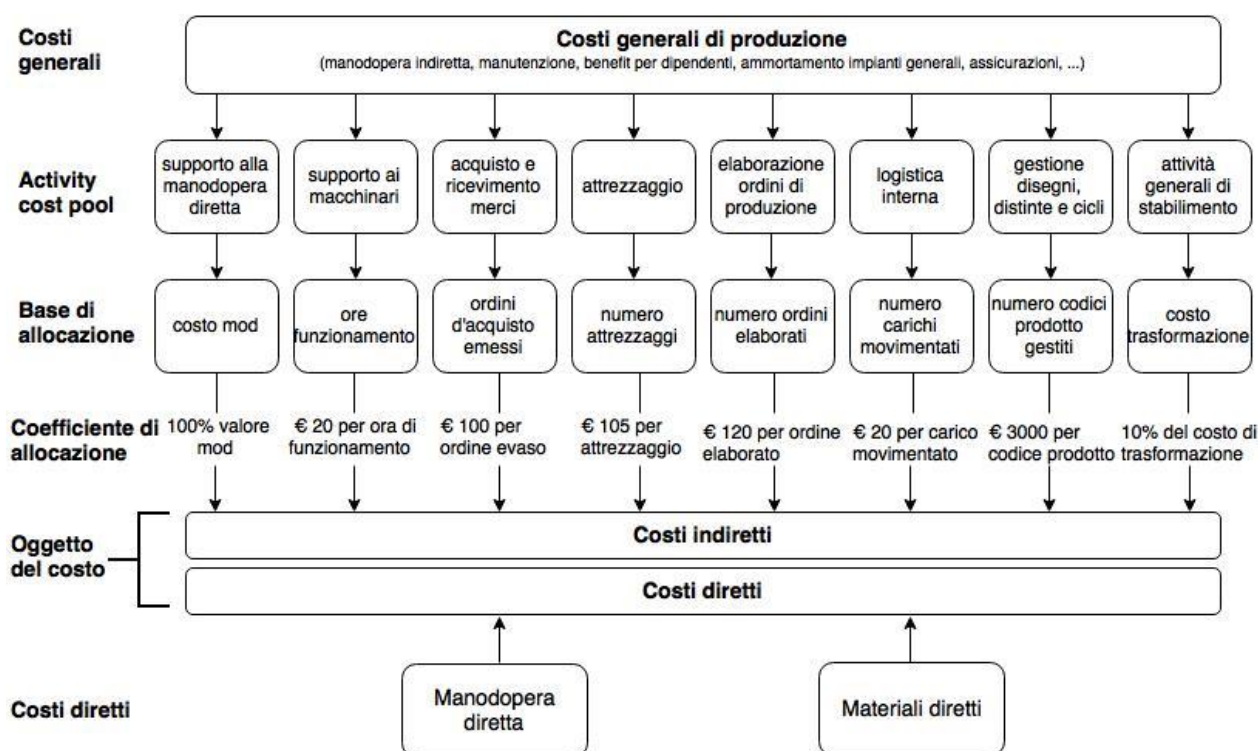 Costi
generali
Costi generali di produzione
(manodopera indiretta, manutenzione, benefit per dipendenti, ammortamento impianti generali, assicurazioni, ...)
Activity
cost pool
supporto alla
manodopera
diretta
supporto ai
macchinari
acquisto e
ricevimento
merci
attrezzaggio
elaborazione
ordini di
produzione
logistica
interna
gestione
disegni,
distinte e cicli
attività
generali di
stabilimento
Base di
allocazione
costo mod
ore
funzionamento
ordini
d'acquisto
emessi
numero
attrezzaggi
numero ordini
elaborati
numero
carichi
movimentati
numero codici
prodotto
gestiti
costo
trasformazione
Coefficiente di
allocazione
100% valore
mod
€ 20 per ora di
funzionamento
€ 100 per
ordine evaso
€ 105 per
attrezzaggio
€ 120 per ordine
elaborato
€ 20 per carico
movimentato
€ 3000 per
codice prodotto
10% del costo di
trasformazione
Oggetto
del costo
Costi indiretti
Costi diretti
Costi diretti
Manodopera
diretta
Materiali diretti